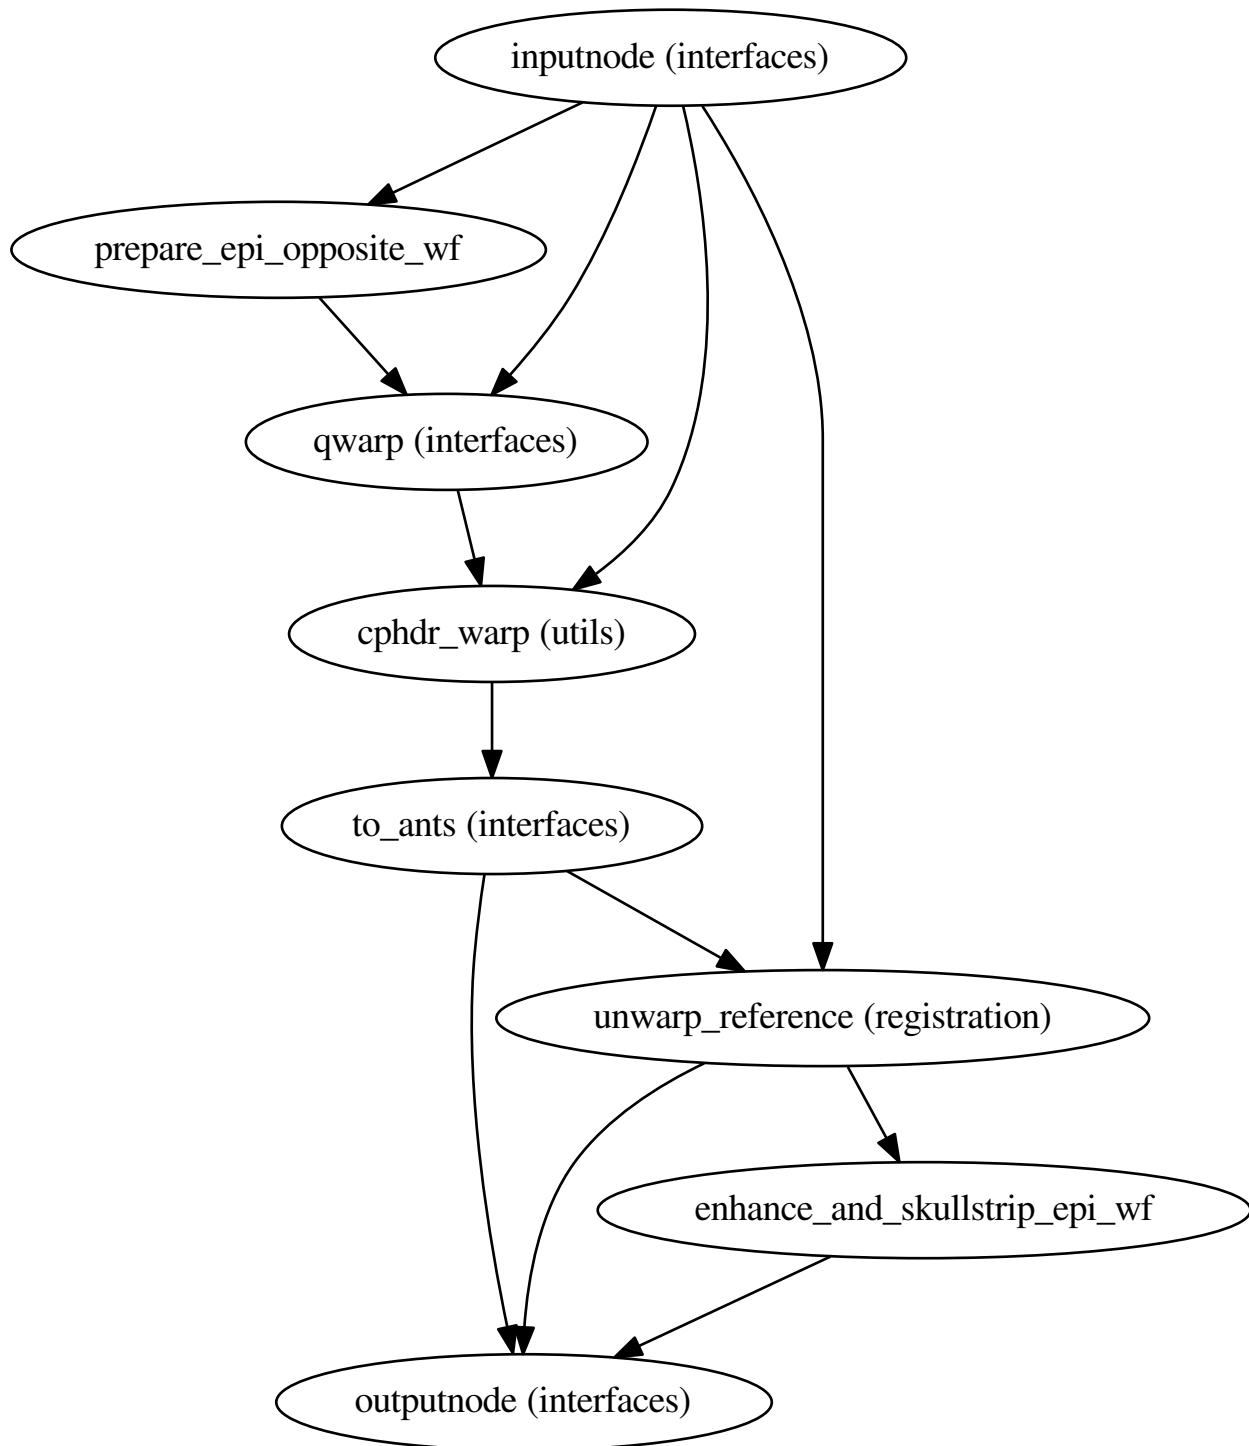 inputnode (interfaces)
prepare_epi_opposite_wf
qwarp (interfaces)
cphdr_warp (utils)
to_ants (interfaces)
unwarp_reference (registration)
enhance_and_skullstrip_epi_wf
outputnode (interfaces)